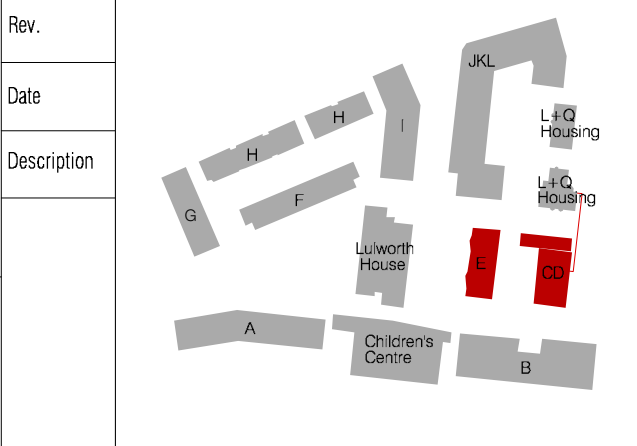 Rev.
Date
Description
JKL
L+Q
Housing
H
I
H
L+Q
Housing
F
G
Lulworth
House
E
CD
A
Children's
Centre
B